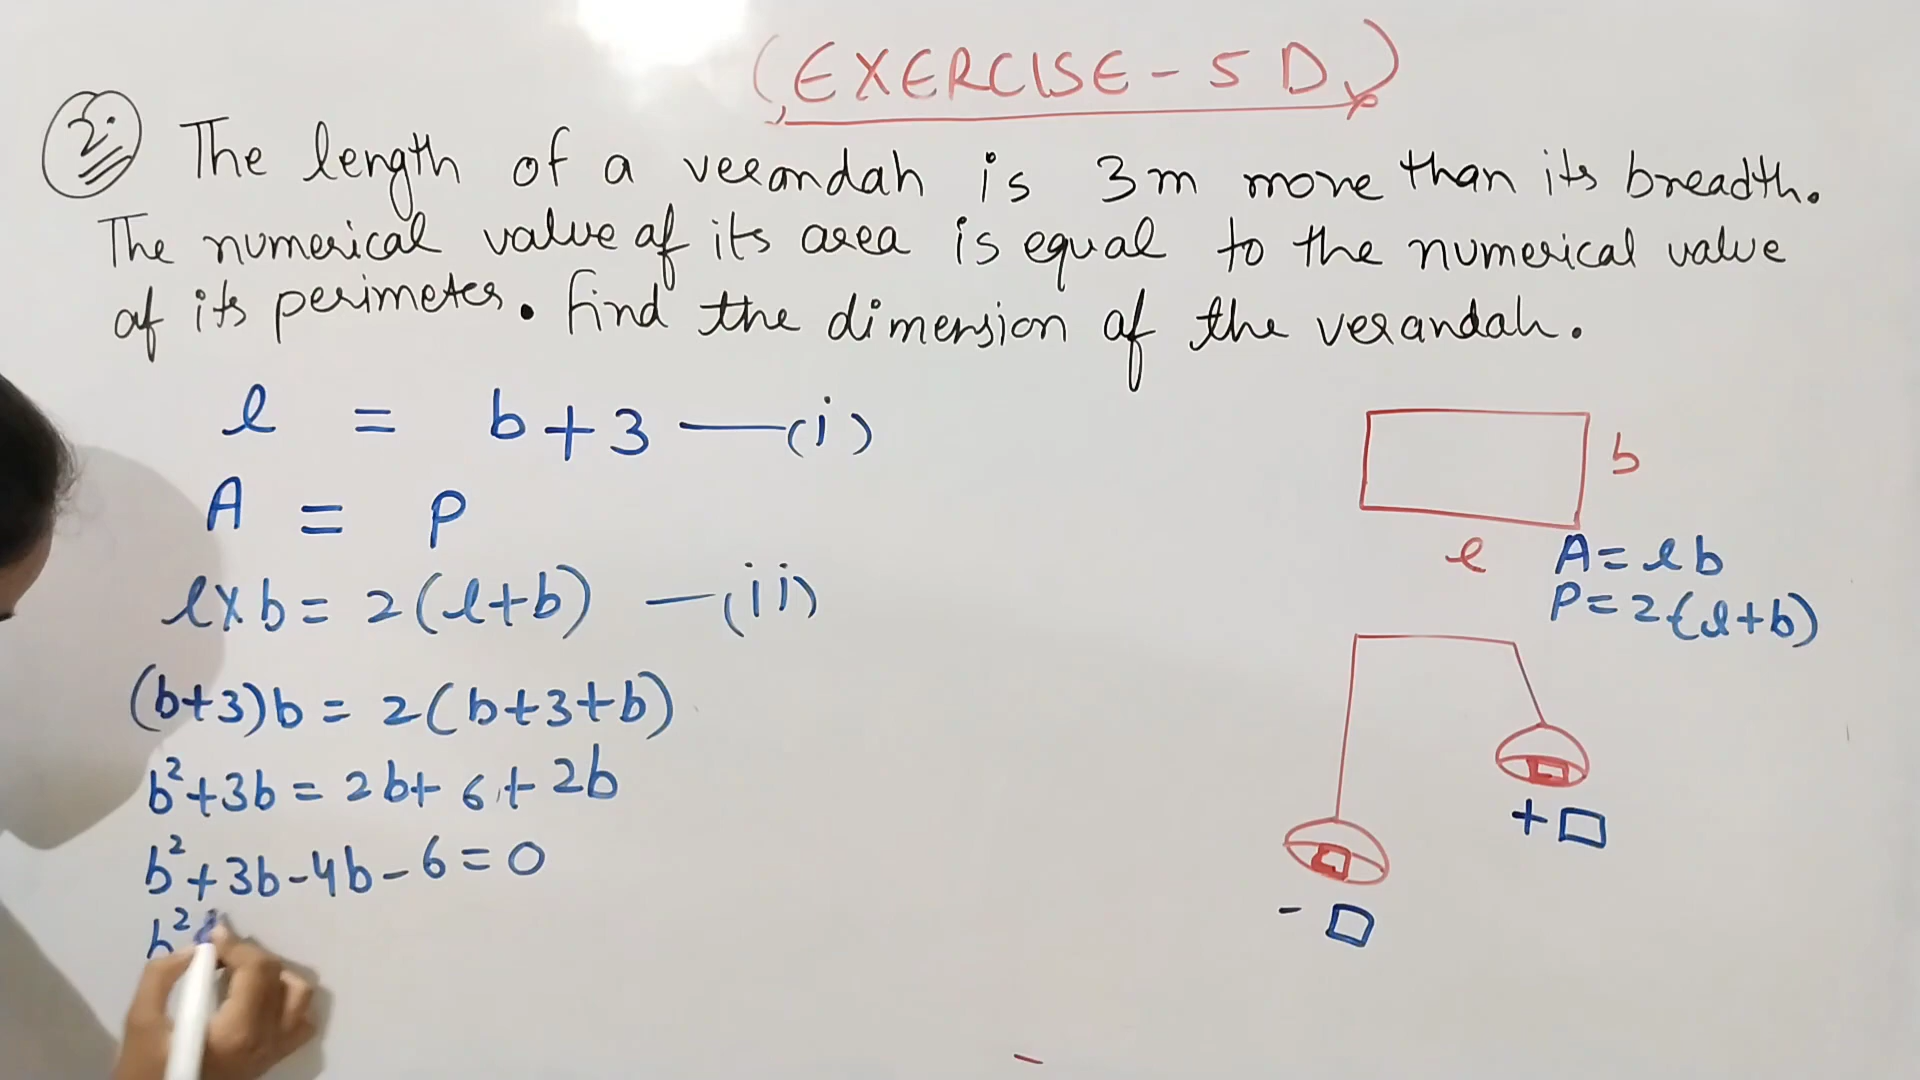 (EXERCISE - 5 D)
2. The length of a verandah is 3m more than its breadth.
The numerical value of its area is equal to the numerical value
of its perimeter. Find the dimension of the verandah.
l = b+3 —(i)
A = P
l×b = 2(l+b) —(ii)
(b+3)b = 2(b+3+b)
b²+3b = 2b+6+2b
b²+3b-4b-6=0
b²
b
l
A = lb
P = 2(l+b)
+□
-□